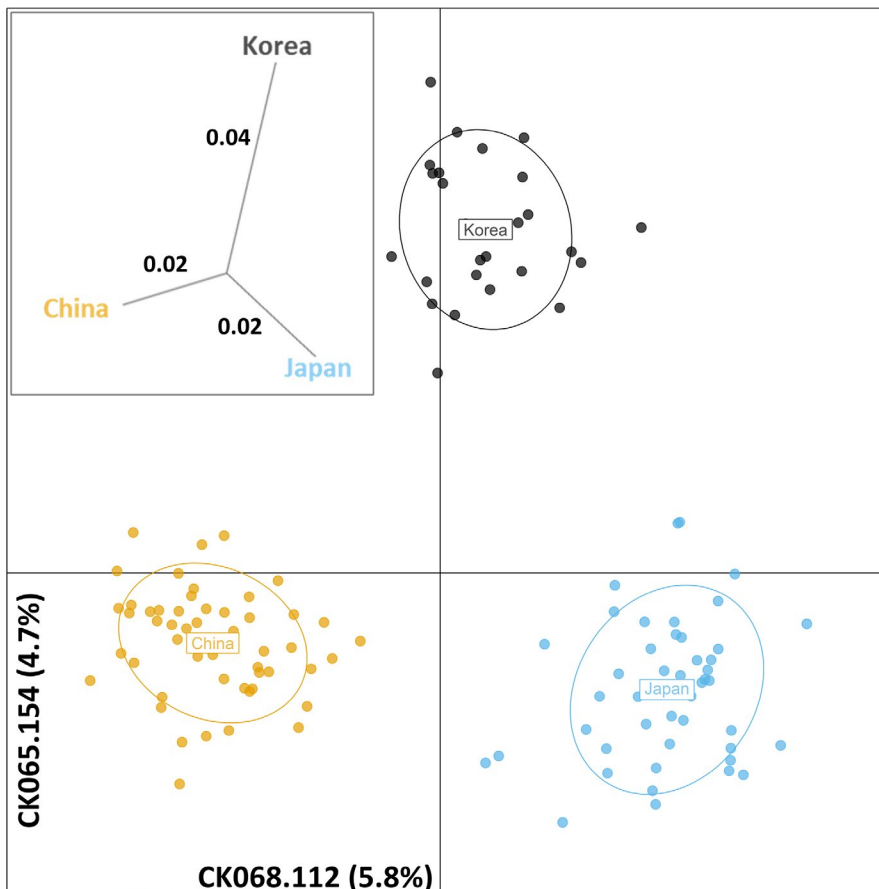 Korea
0.04
0.02
China
0.02
Japan
Korea
China
Japan
CK065.154 (4.7%)
CK068.112 (5.8%)